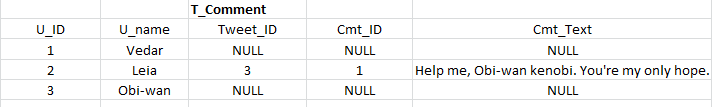 T_Comment
U_ID U_name Tweet_ID Cmt_ID Cmt_Text
1 Vedar NULL NULL NULL
2 Leia 3 1 Help me, Obi-wan kenobi. You're my only hope.
3 Obi-wan NULL NULL NULL